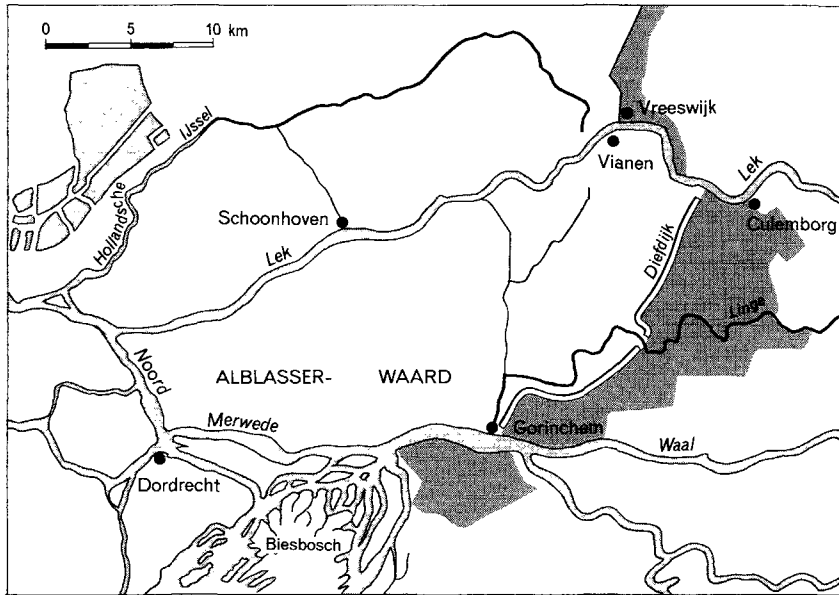 0 5 10 km
Vreeswijk
IJssel
Vianen
Lek
Hollandsche
Schoonhoven
Culemborg
Lek
Diefdijk
Linge
Noord
ALBLASSER- WAARD
Merwede
Gorinchem
Waal
Dordrecht
Biesbosch